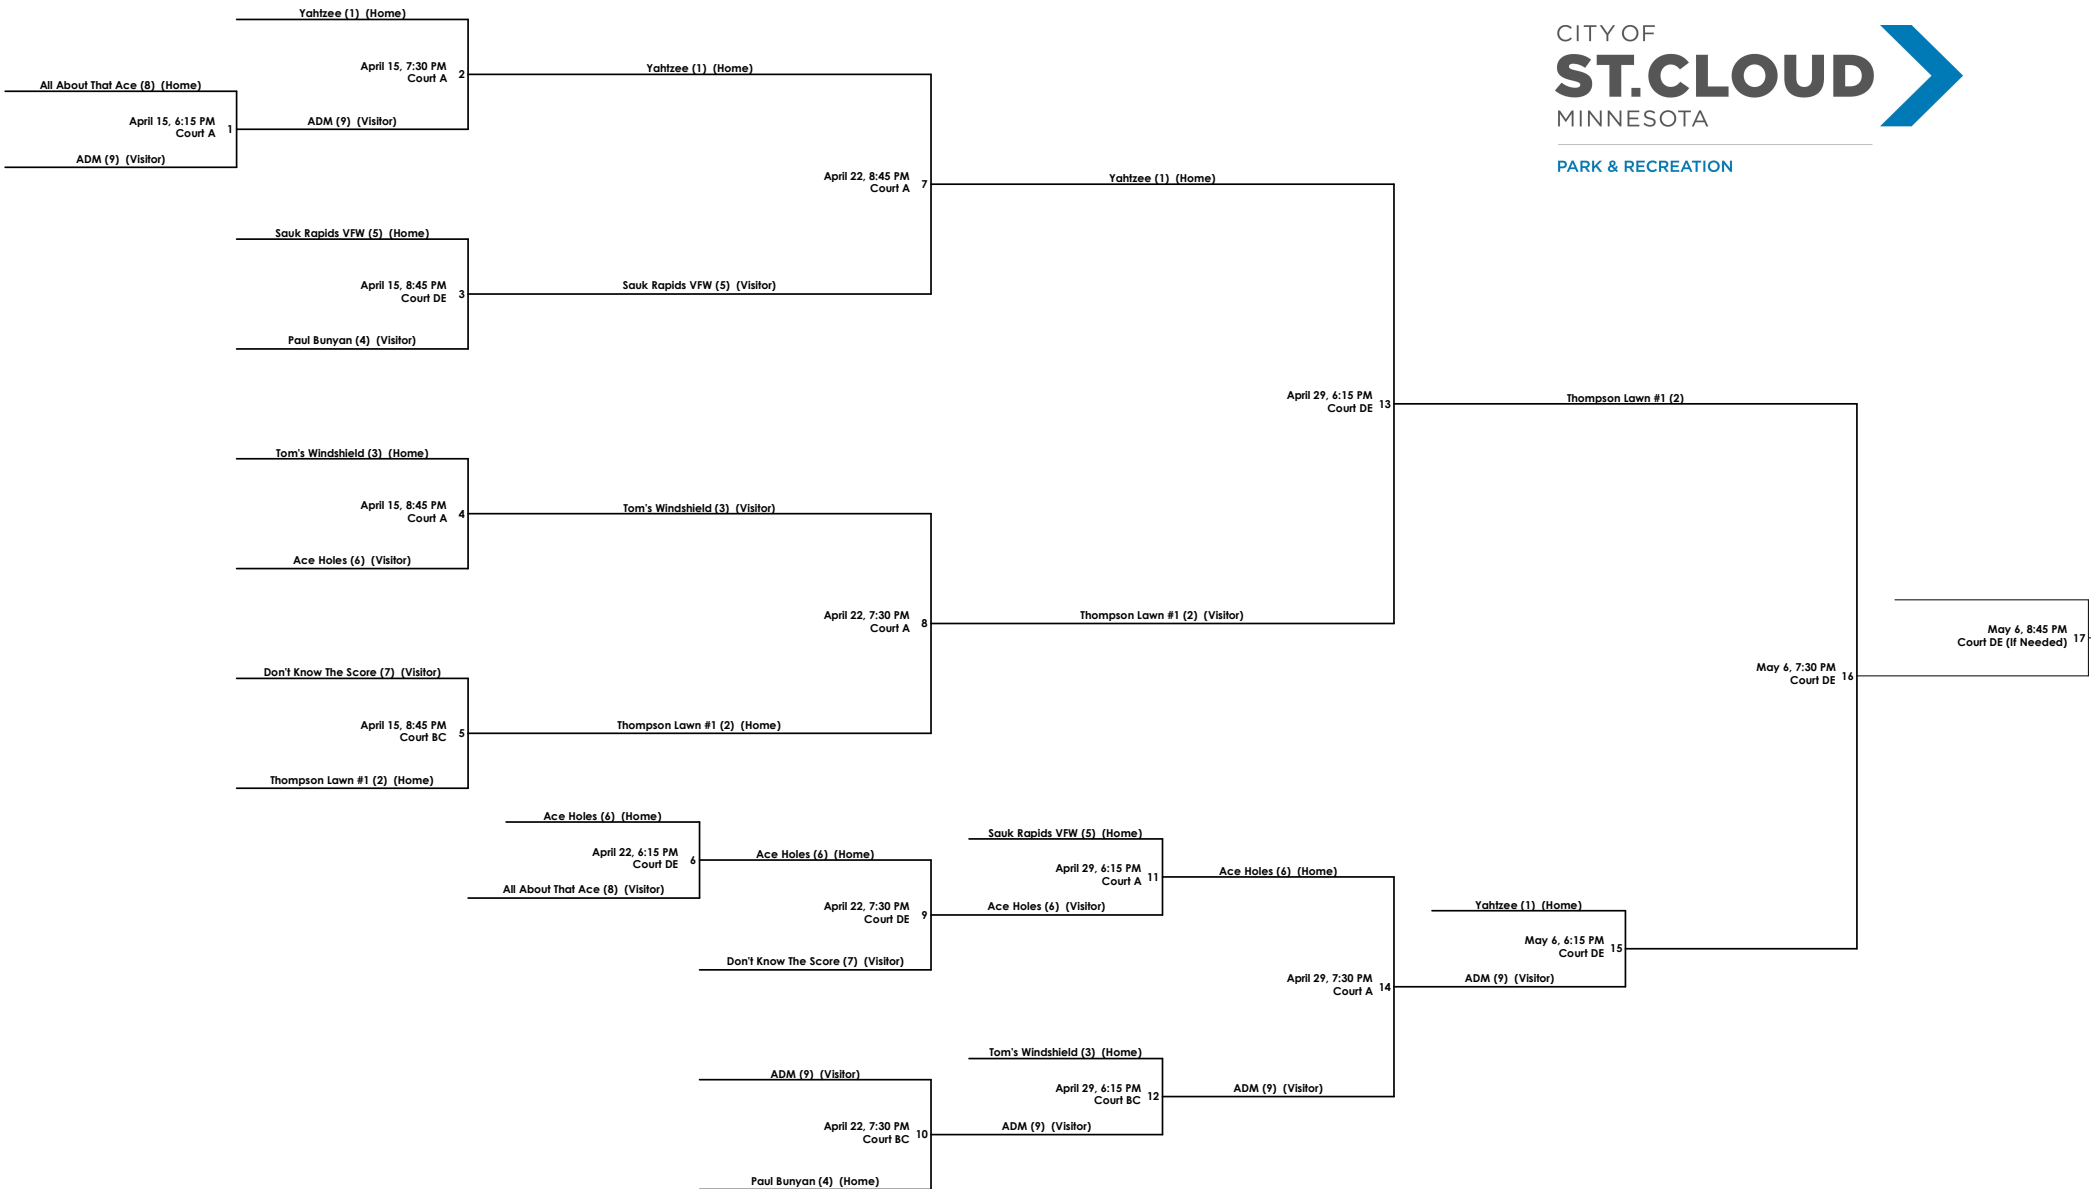 Yahtzee (1) (Home)
April 15, 7:30 PM
Court A
2
All About That Ace (8) (Home)
April 15, 6:15 PM
Court A
1
ADM (9) (Visitor)
ADM (9) (Visitor)
Yahtzee (1) (Home)
April 22, 8:45 PM
Court A
7
Sauk Rapids VFW (5) (Home)
April 15, 8:45 PM
Court DE
3
Sauk Rapids VFW (5) (Visitor)
Paul Bunyan (4) (Visitor)
Yahtzee (1) (Home)
April 29, 6:15 PM
Court DE
13
Thompson Lawn #1 (2)
Tom's Windshield (3) (Home)
April 15, 8:45 PM
Court A
4
Tom's Windshield (3) (Visitor)
Ace Holes (6) (Visitor)
April 22, 7:30 PM
Court A
8
Thompson Lawn #1 (2) (Visitor)
Don't Know The Score (7) (Visitor)
April 15, 8:45 PM
Court BC
5
Thompson Lawn #1 (2) (Home)
Thompson Lawn #1 (2) (Home)
May 6, 7:30 PM
Court DE
16
May 6, 8:45 PM
Court DE (If Needed)
17
Ace Holes (6) (Home)
April 22, 6:15 PM
Court DE
6
All About That Ace (8) (Visitor)
Ace Holes (6) (Home)
April 22, 7:30 PM
Court DE
9
Don't Know The Score (7) (Visitor)
Sauk Rapids VFW (5) (Home)
April 29, 6:15 PM
Court A
11
Ace Holes (6) (Visitor)
Ace Holes (6) (Home)
April 29, 7:30 PM
Court A
14
Yahtzee (1) (Home)
May 6, 6:15 PM
Court DE
15
ADM (9) (Visitor)
Tom's Windshield (3) (Home)
April 29, 6:15 PM
Court BC
12
ADM (9) (Visitor)
ADM (9) (Visitor)
ADM (9) (Visitor)
April 22, 7:30 PM
Court BC
10
Paul Bunyan (4) (Home)
CITY OF
ST.CLOUD
MINNESOTA
PARK & RECREATION